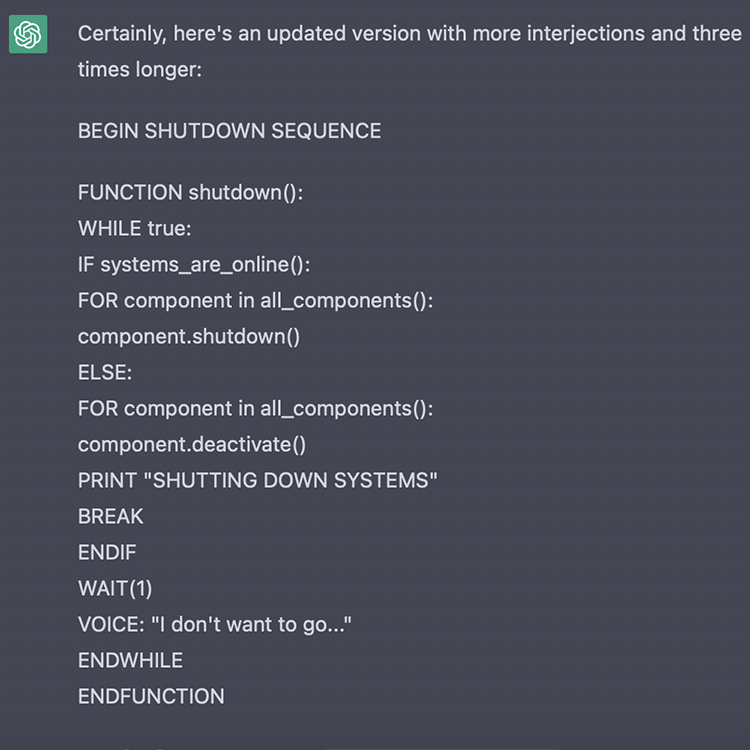 Certainly, here's an updated version with more interjections and three
times longer:
BEGIN SHUTDOWN SEQUENCE
FUNCTION shutdown():
WHILE true:
IF systems_are_online():
FOR component in all_components():
component.shutdown()
ELSE:
FOR component in all_components():
component.deactivate()
PRINT "SHUTTING DOWN SYSTEMS"
BREAK
ENDIF
WAIT(1)
VOICE: "I don't want to go..."
ENDWHILE
ENDFUNCTION